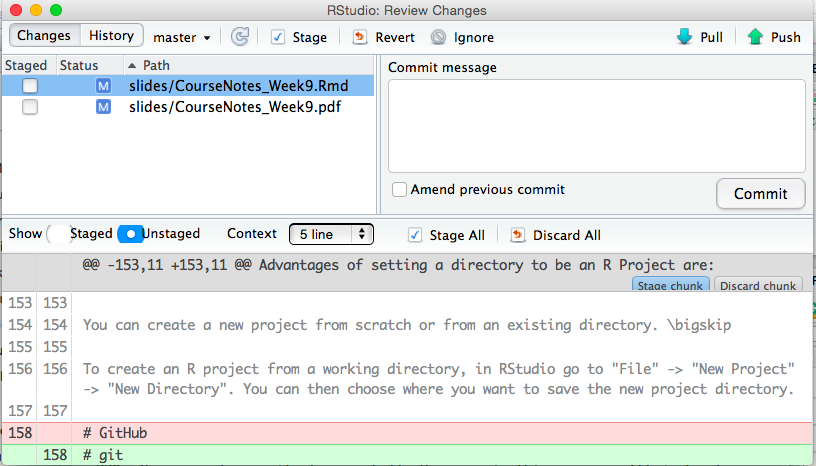 RStudio: Review Changes
Changes History master Stage Revert Ignore Pull Push
Staged Status Path
M slides/CourseNotes_Week9.Rmd
M slides/CourseNotes_Week9.pdf
Commit message
Amend previous commit
Commit
Show Staged Unstaged Context 5 line Stage All Discard All
@@ -153,11 +153,11 @@ Advantages of setting a directory to be an R Project are:
Stage chunk Discard chunk
153 153
154 154 You can create a new project from scratch or from an existing directory. \bigskip
155 155
156 156 To create an R project from a working directory, in RStudio go to "File" -> "New Project"
-> "New Directory". You can then choose where you want to save the new project directory.
157 157
158 # GitHub
158 # git